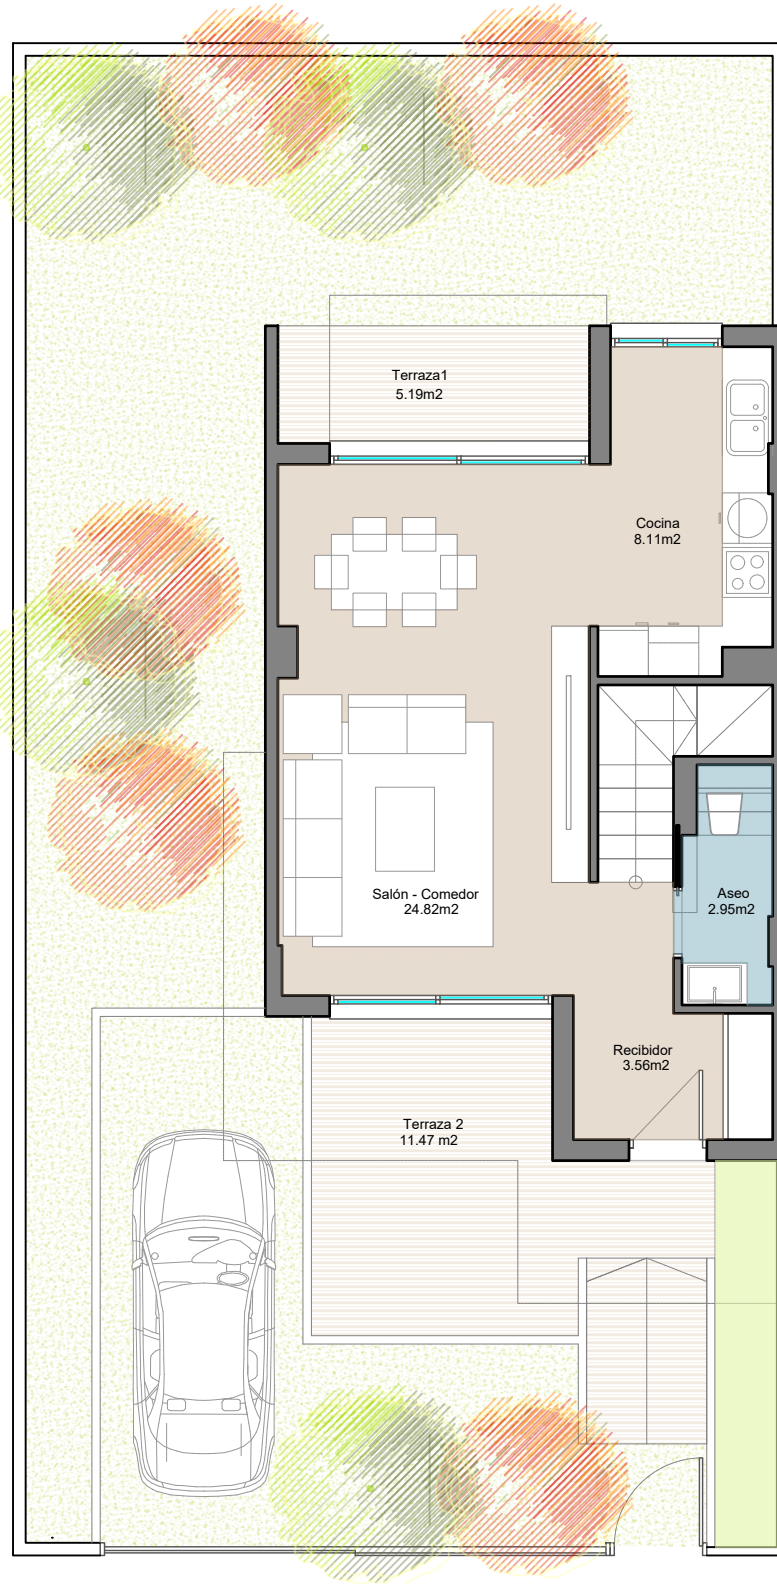 Terraza1
5.19m2
Cocina
8.11m2
Salón - Comedor
24.82m2
Aseo
2.95m2
Recibidor
3.56m2
Terraza 2
11.47 m2